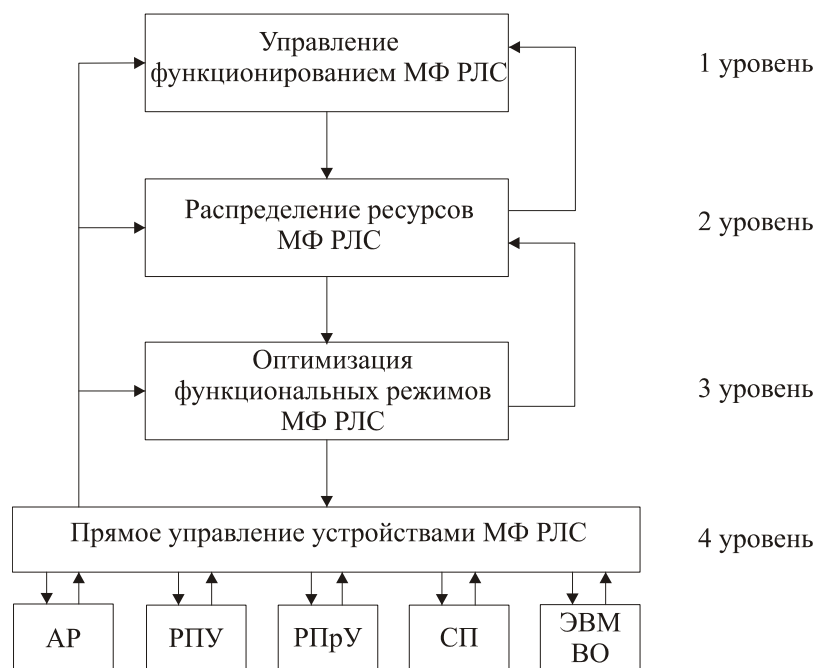 Управление
функционированием МФ РЛС
1 уровень
Распределение ресурсов
МФ РЛС
2 уровень
Оптимизация
функциональных режимов
МФ РЛС
3 уровень
Прямое управление устройствами МФ РЛС
4 уровень
АР
РПУ
РПрУ
СП
ЭВМ
ВО